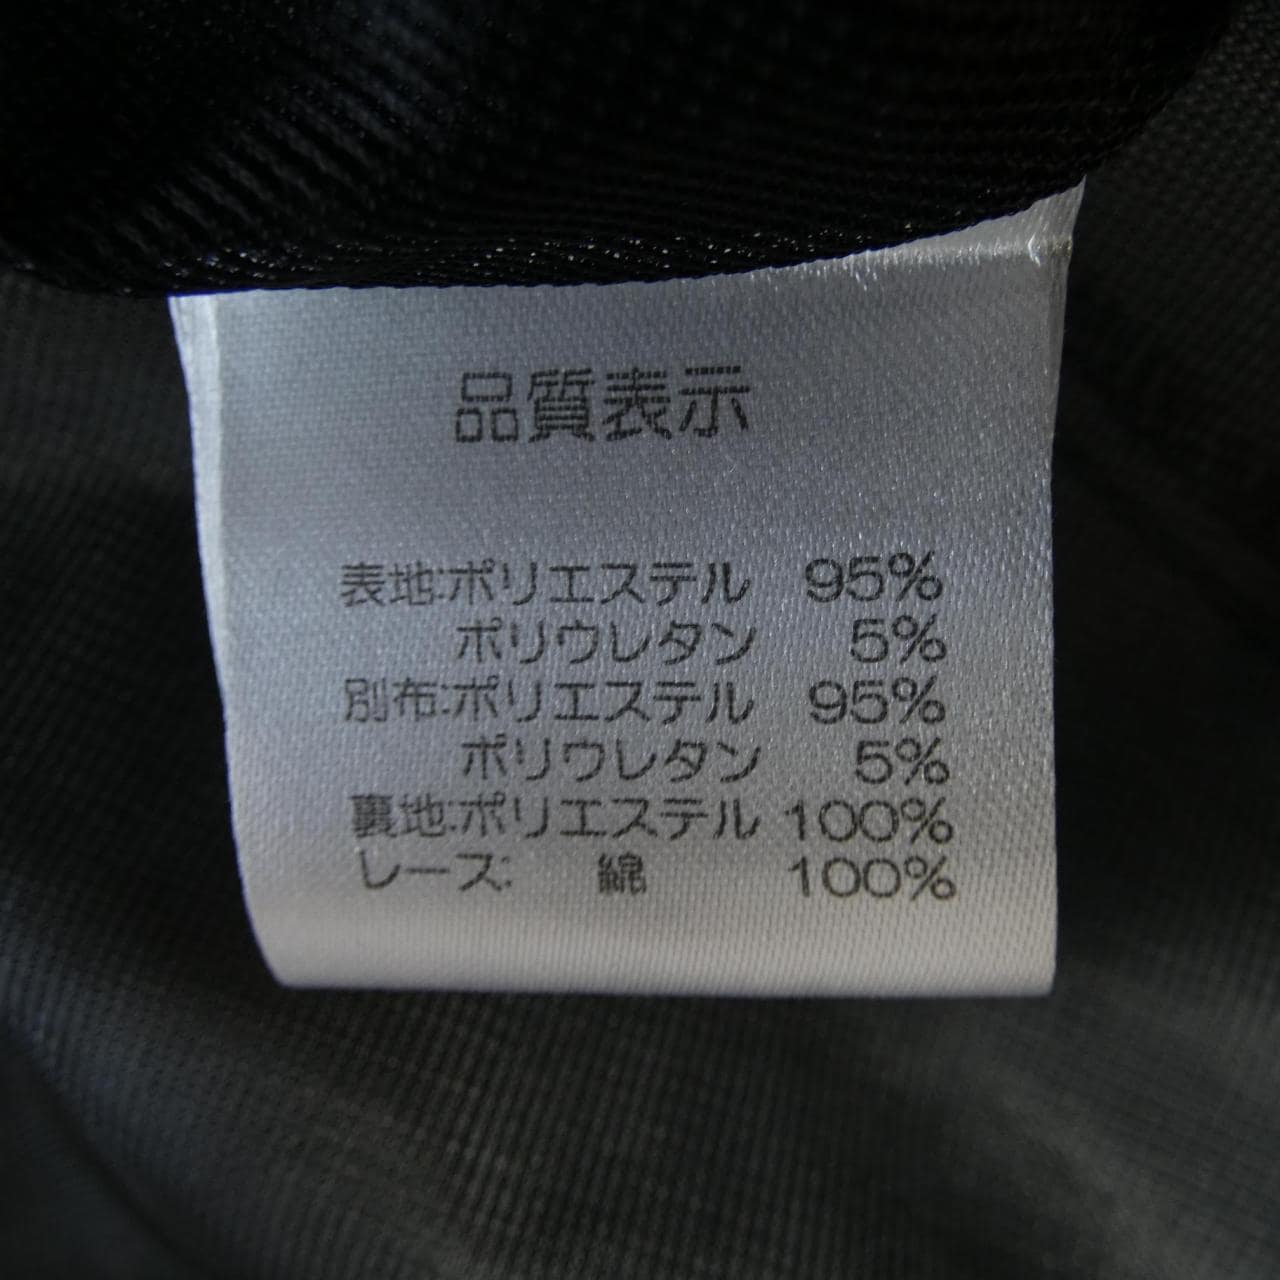 品質表示
表地:ポリエステル 95%
ポリウレタン 5%
別布:ポリエステル 95%
ポリウレタン 5%
裏地:ポリエステル 100%
レース: 綿 100%